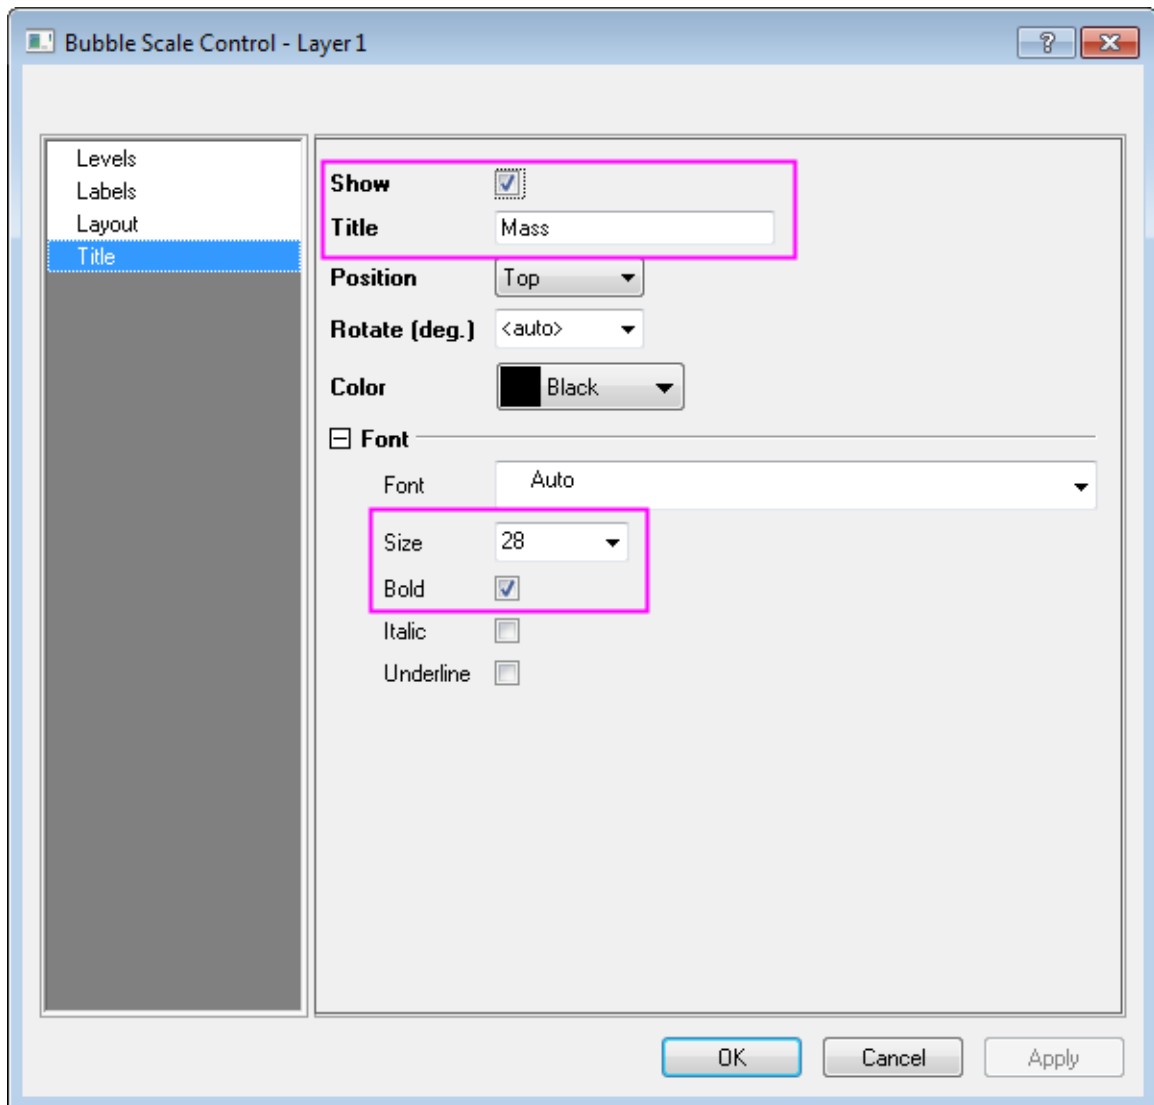 Bubble Scale Control - Layer 1
?
Levels
Labels
Layout
Title
Show
Title Mass
Position Top
Rotate (deg.) <auto>
Color Black
Font
Font Auto
Size 28
Bold
Italic
Underline
OK Cancel Apply